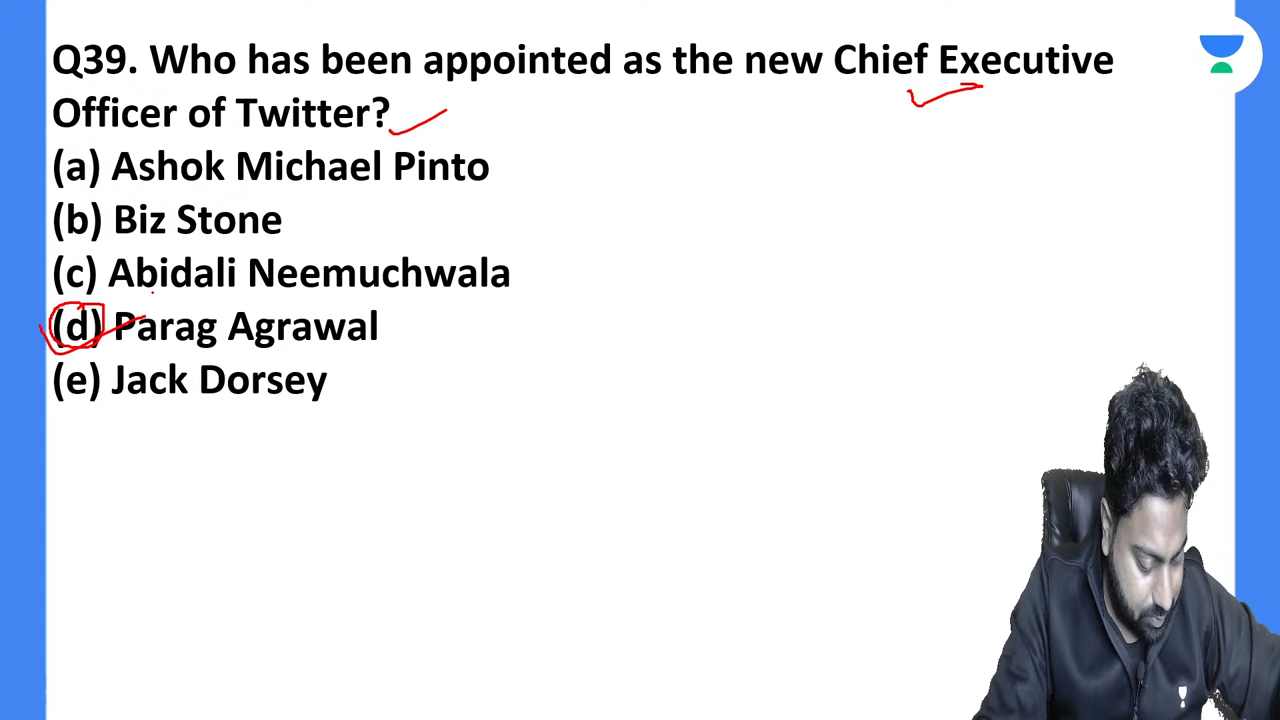 Q39. Who has been appointed as the new Chief Executive
Officer of Twitter?
(a) Ashok Michael Pinto
(b) Biz Stone
(c) Abidali Neemuchwala
(d) Parag Agrawal
(e) Jack Dorsey